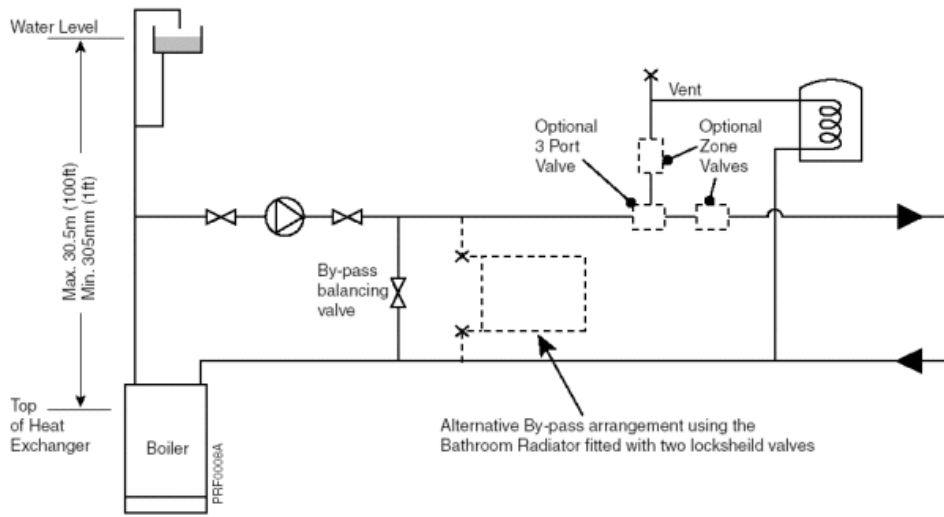 Water Level
Max. 30.5m (100ft)
Min. 305mm (1ft)
Top
of Heat
Exchanger
Boiler
PRF0008A
By-pass
balancing
valve
Optional
3 Port
Valve
Vent
Optional
Zone
Valves
Alternative By-pass arrangement using the
Bathroom Radiator fitted with two locksheild valves